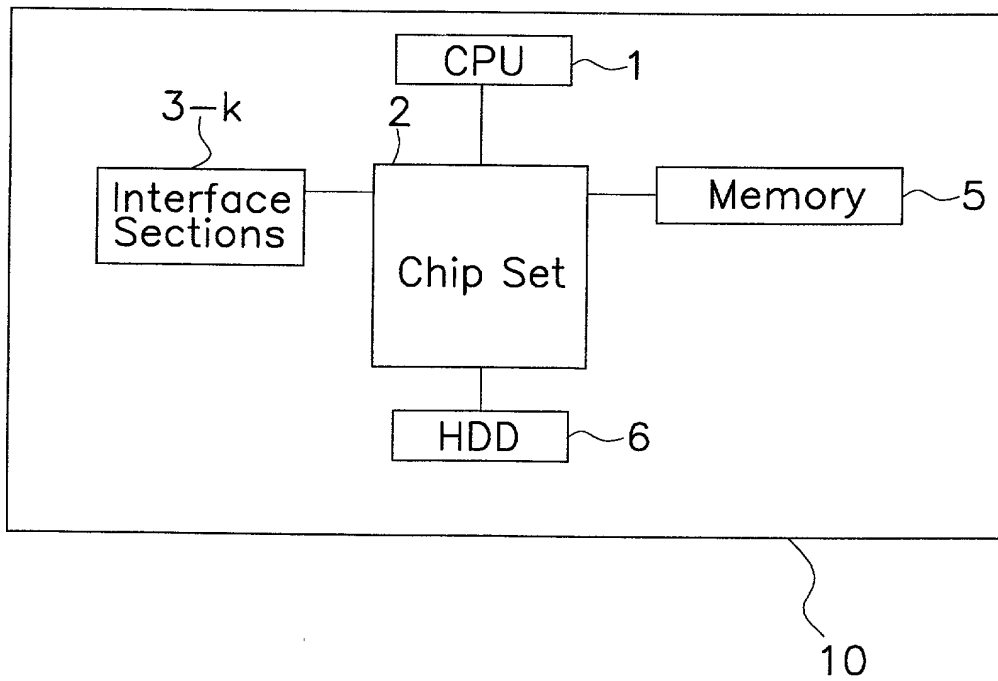 CPU
1
3-k
2
Interface
Sections
Memory
5
Chip Set
HDD
6
10